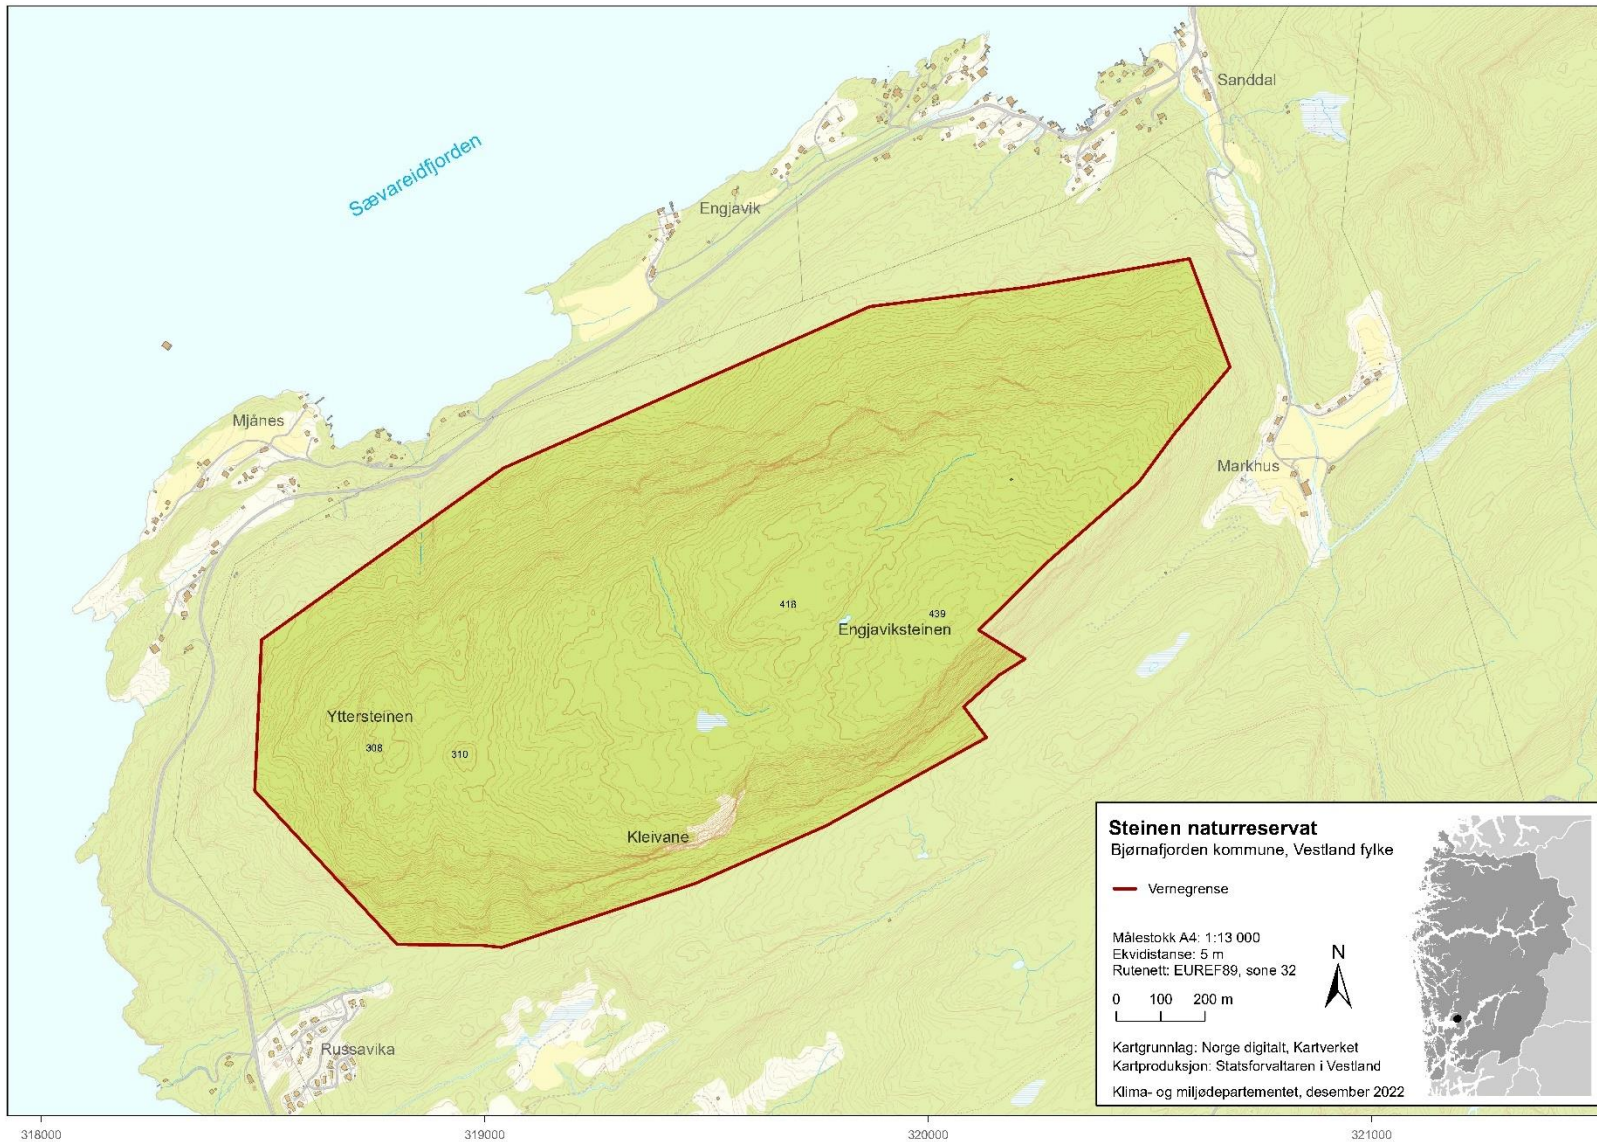 Sanddal
Sævareidfjorden
Engjavik
Mjånes
Markhus
418
439
Engjaviksteinen
Yttersteinen
308
310
Kleivane
Russavika
Steinen naturreservat
Bjørnafjorden kommune, Vestland fylke
Vernegrense
Målestokk A4: 1:13 000
Ekvidistanse: 5 m
Rutenett: EUREF89, sone 32
N
0 100 200 m
Kartgrunnlag: Norge digitalt, Kartverket
Kartproduksjon: Statsforvaltaren i Vestland
Klima- og miljødepartementet, desember 2022
318000 319000 320000 321000